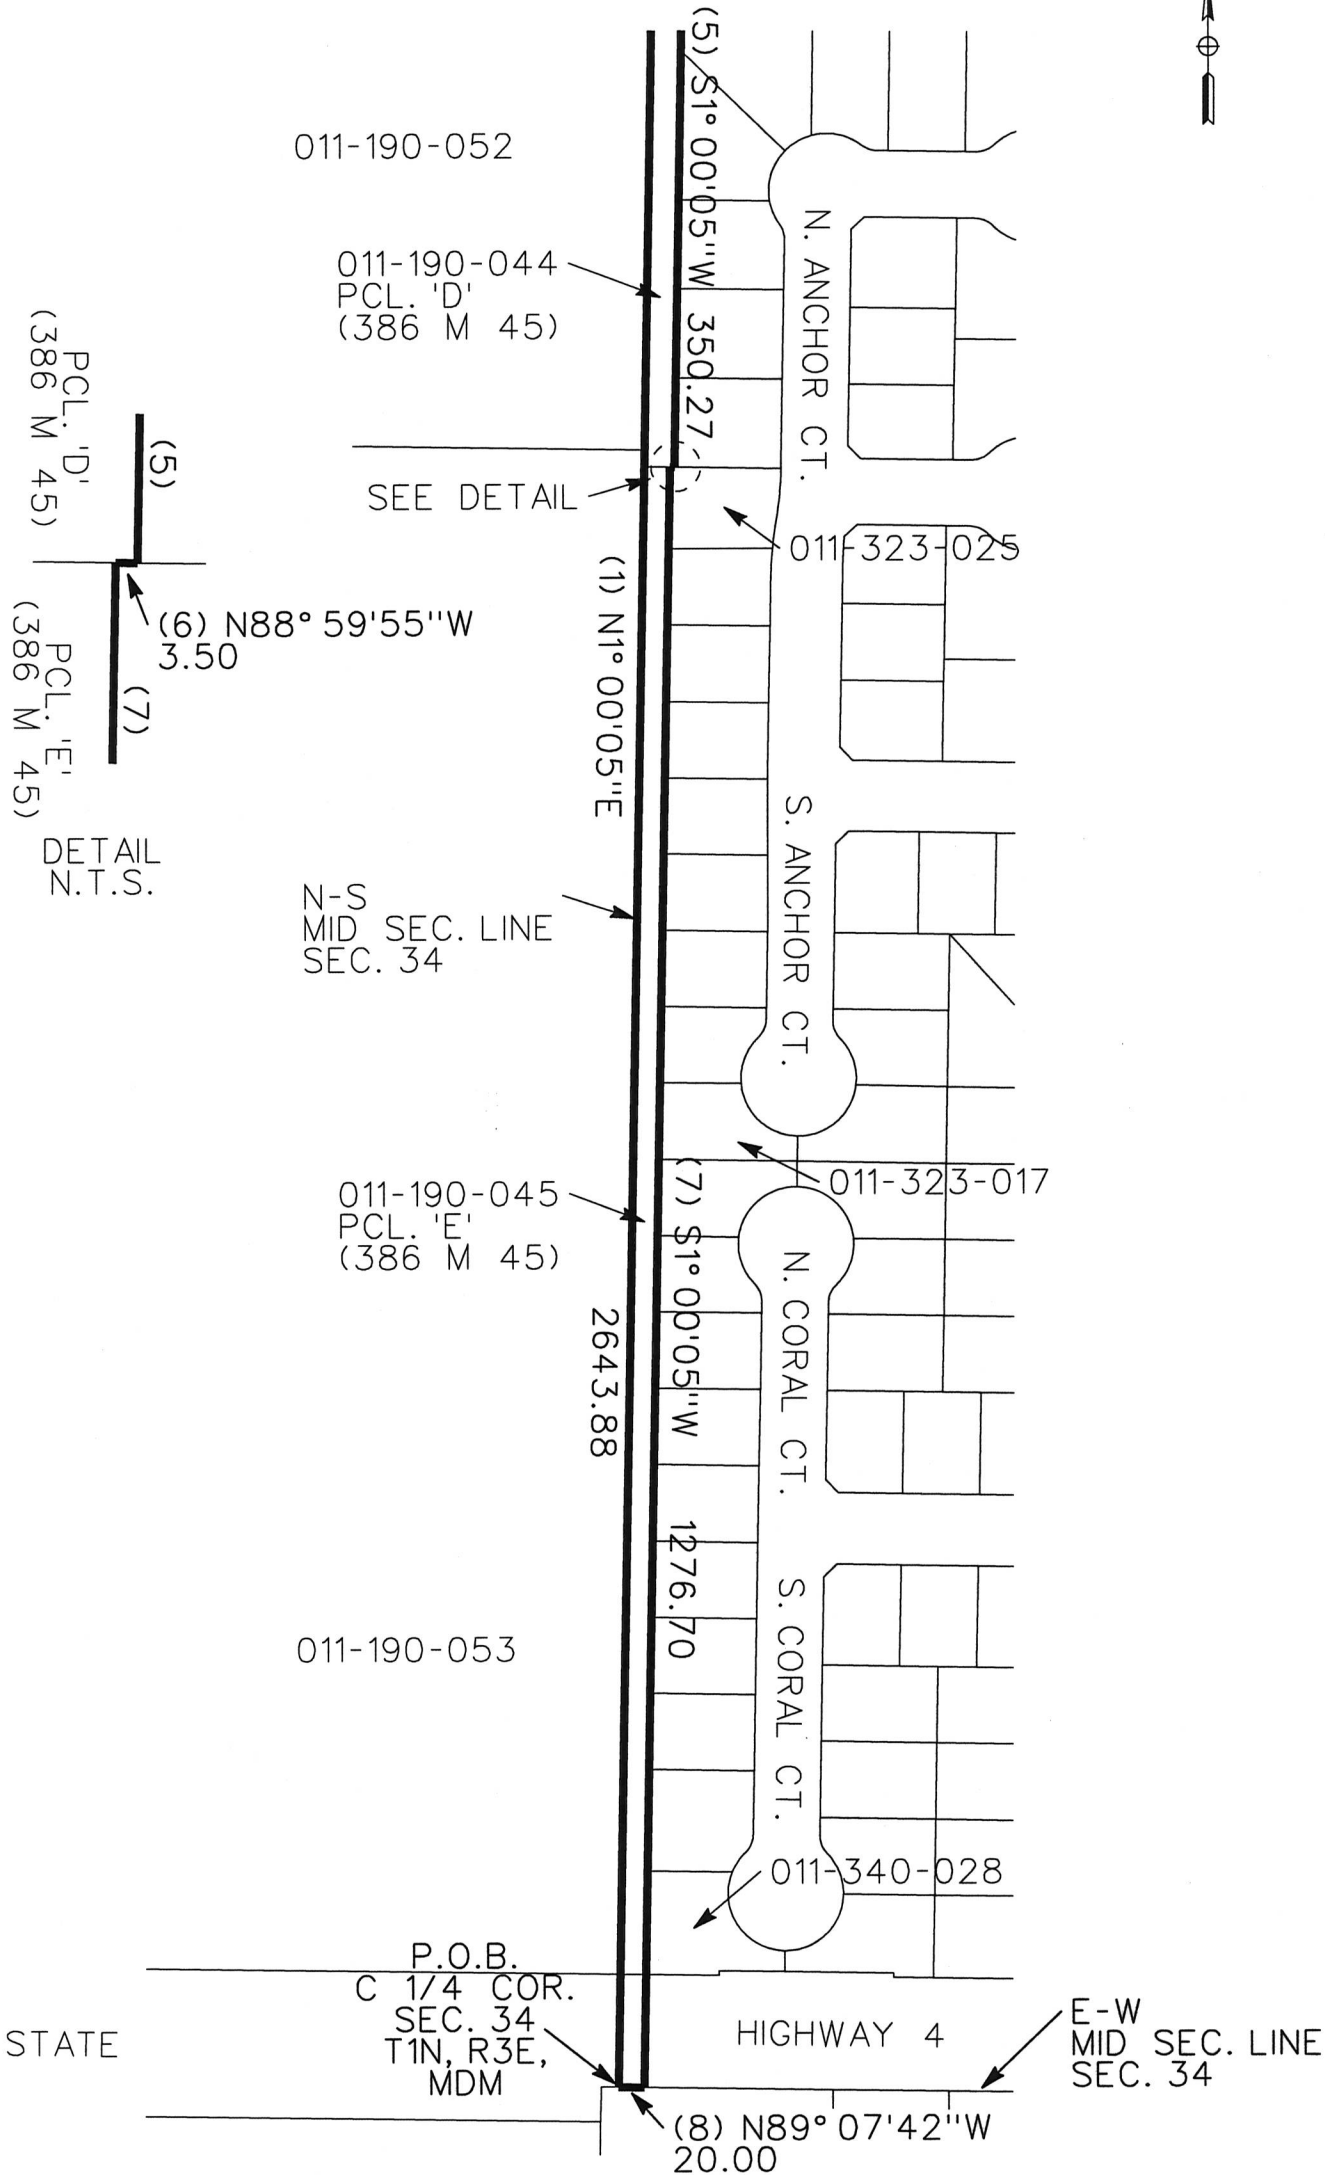 (5) S1°00'05"W 350.27
011-190-052
N. ANCHOR CT.
011-190-044
PCL. 'D'
(386 M 45)
PCL. 'D'
(386 M 45)
(5)
SEE DETAIL
011-323-025
(6) N88°59'55"W
3.50
(1) N1°00'05"E 2643.88
PCL. 'E'
(386 M 45)
(7)
DETAIL
N.T.S.
S. ANCHOR CT.
N-S
MID SEC. LINE
SEC. 34
011-323-017
011-190-045
PCL. 'E'
(386 M 45)
(7) S1°00'05"W 1276.70
N. CORAL CT.
S. CORAL CT.
011-190-053
011-340-028
P.O.B.
C 1/4 COR.
SEC. 34
T1N, R3E,
MDM
STATE HIGHWAY 4
E-W
MID SEC. LINE
SEC. 34
(8) N89°07'42"W
20.00